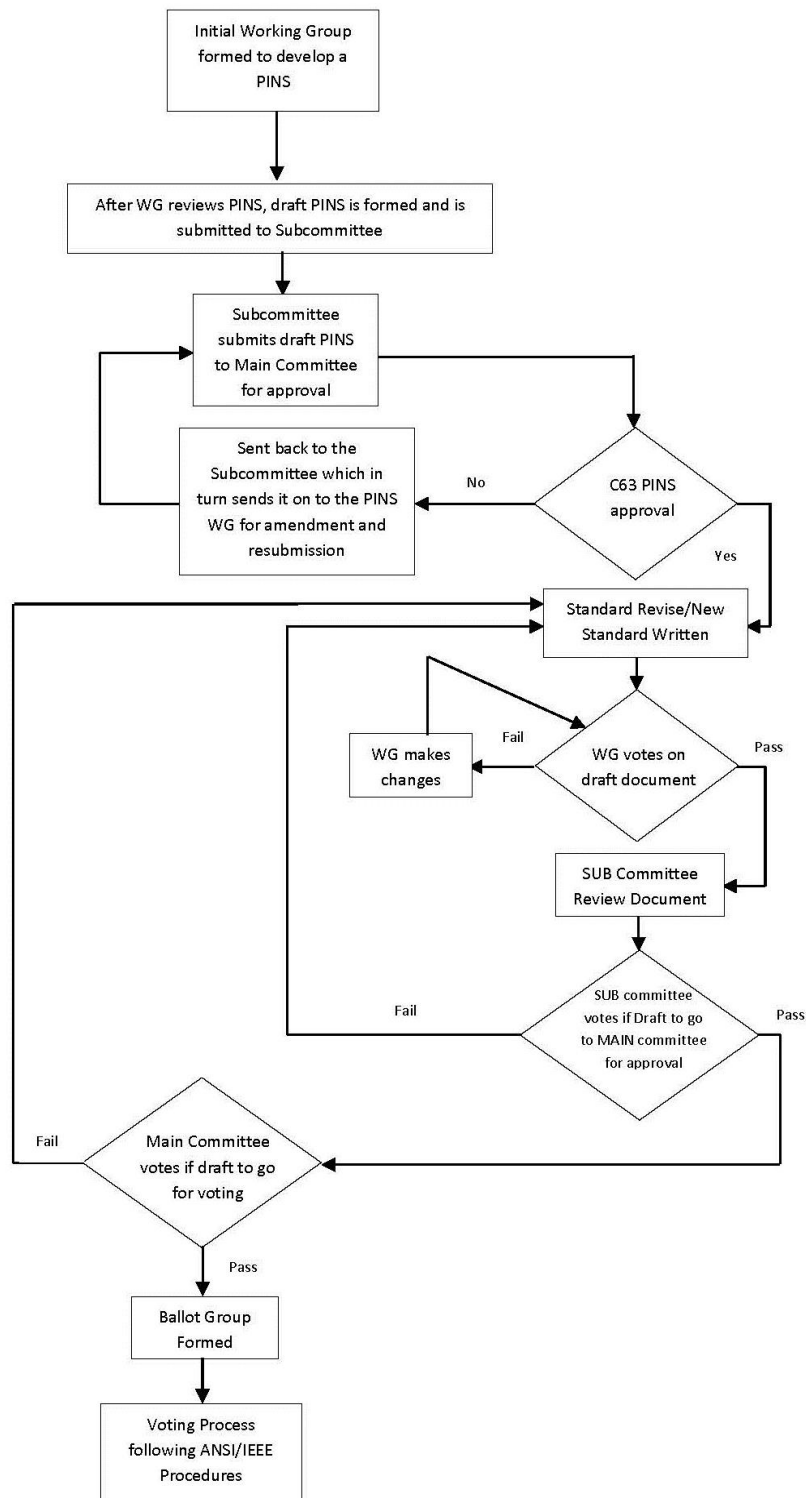 Initial Working Group
formed to develop a
PINS
After WG reviews PINS, draft PINS is formed and is
submitted to Subcommittee
Subcommittee
submits draft PINS
to Main Committee
for approval
Sent back to the
Subcommittee which in
turn sends it on to the PINS
WG for amendment and
resubmission
No
C63 PINS
approval
Yes
Standard Revise/New
Standard Written
WG makes
changes
Fail
WG votes on
draft document
Pass
SUB Committee
Review Document
Fail
SUB committee
votes if Draft to go
to MAIN committee
for approval
Pass
Fail
Main Committee
votes if draft to go
for voting
Pass
Ballot Group
Formed
Voting Process
following ANSI/IEEE
Procedures